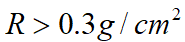 R > 0.3g / cm²